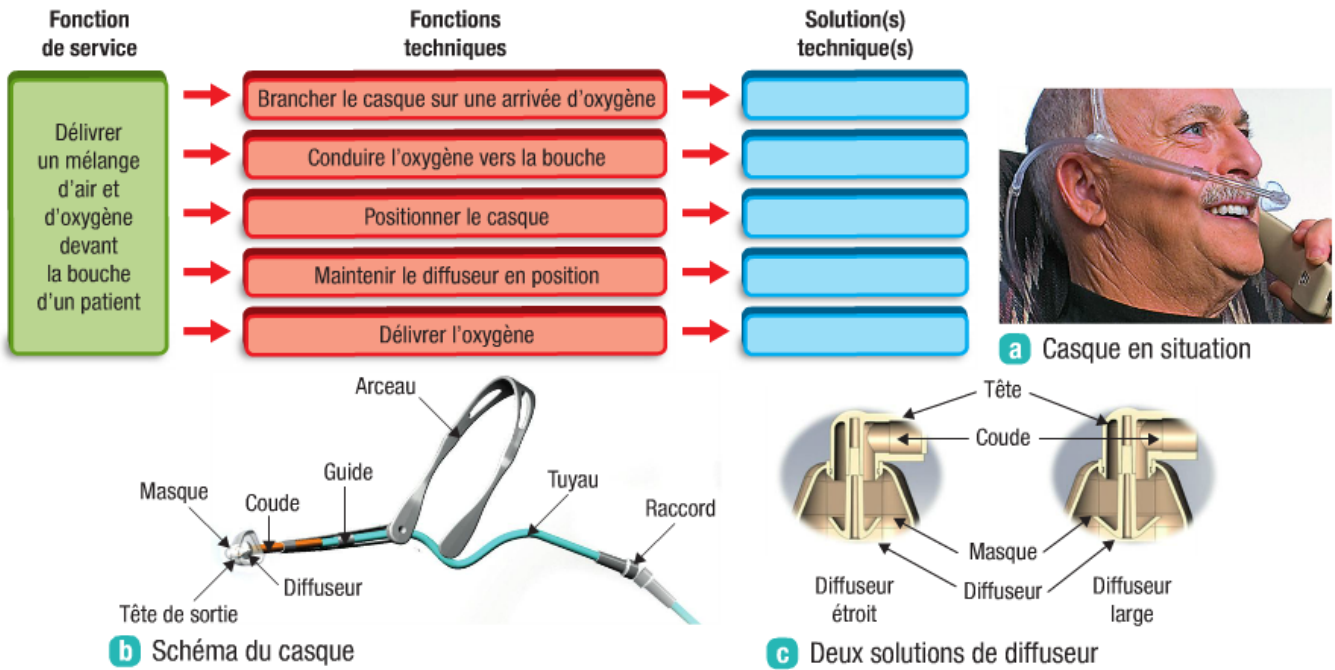 Fonction
de service
Fonctions
techniques
Solution(s)
technique(s)
Délivrer
un mélange
d'air et
d'oxygène
devant
la bouche
d'un patient
Brancher le casque sur une arrivée d'oxygène
Conduire l'oxygène vers la bouche
Positionner le casque
Maintenir le diffuseur en position
Délivrer l'oxygène
a Casque en situation
Arceau
Guide
Masque
Coude
Tuyau
Raccord
Diffuseur
Tête de sortie
b Schéma du casque
Tête
Coude
Masque
Diffuseur
Diffuseur
étroit
Diffuseur
large
c Deux solutions de diffuseur